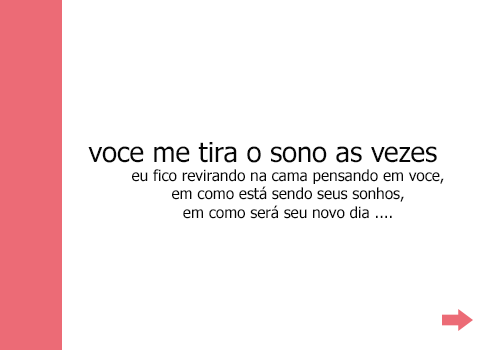 voce me tira o sono as vezes
eu fico revirando na cama pensando em voce,
em como está sendo seus sonhos,
em como será seu novo dia ....